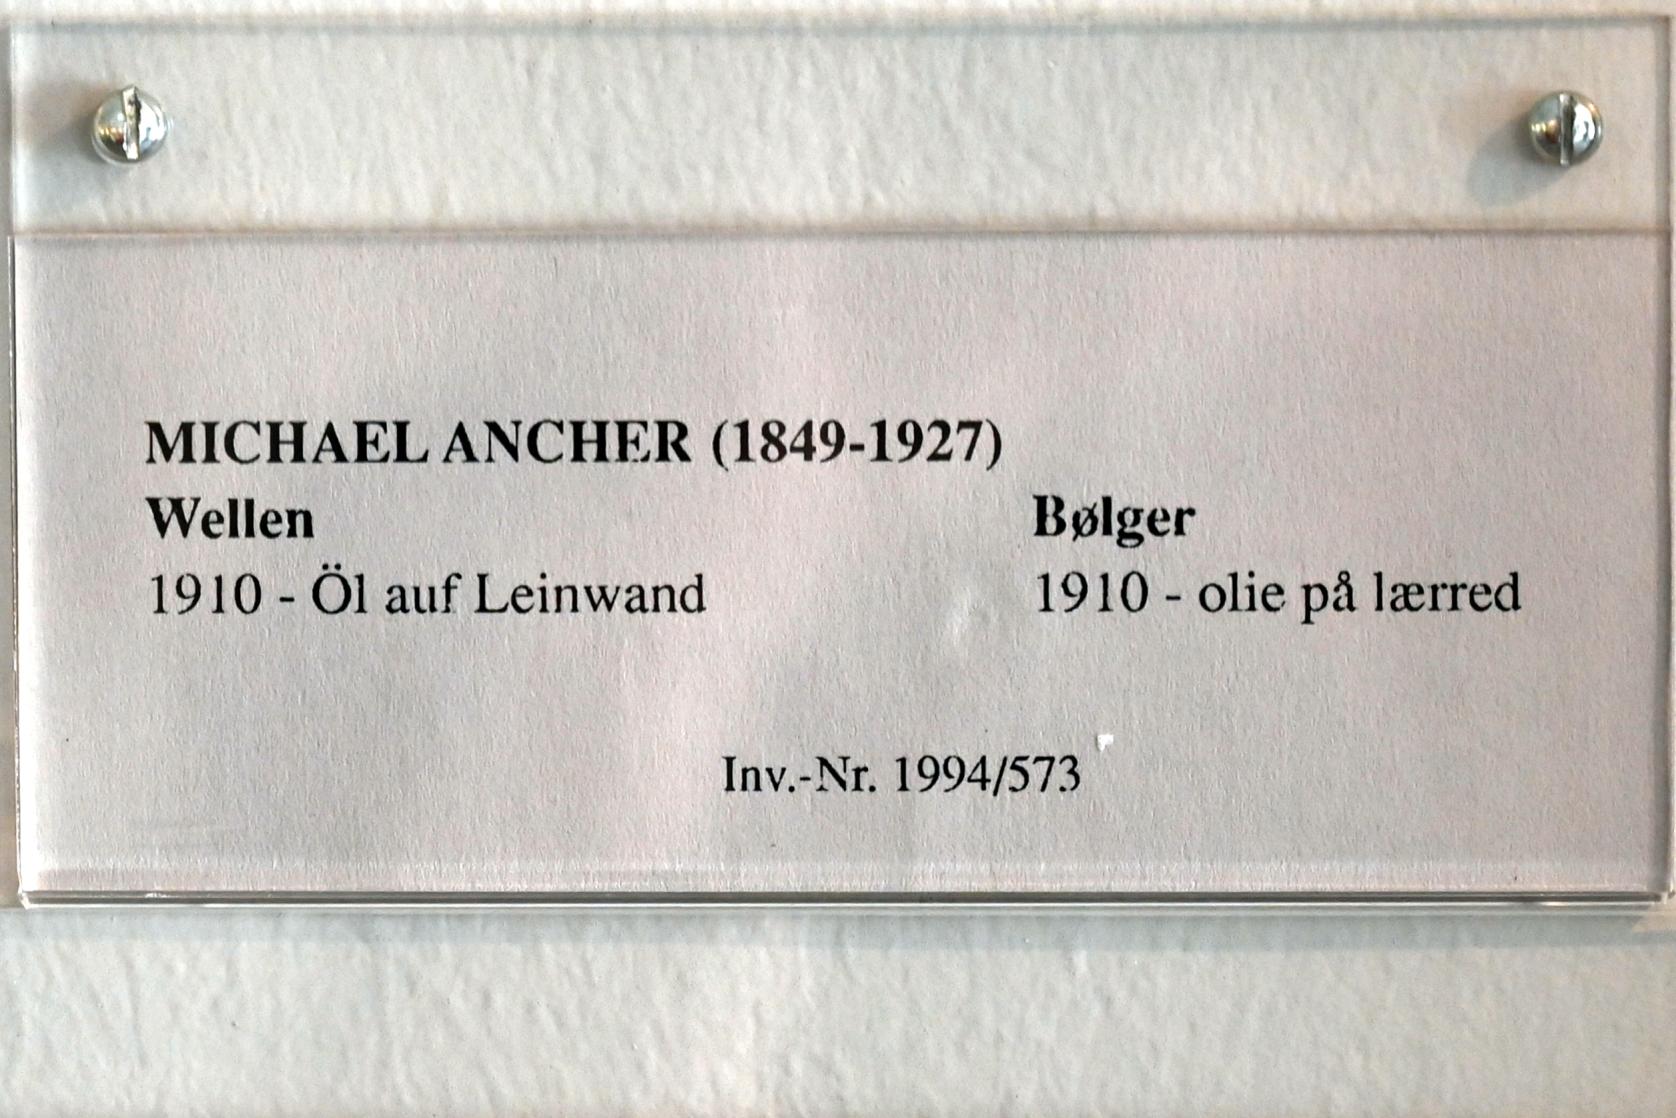 MICHAEL ANCHER (1849-1927)
Wellen Bølger
1910 - Öl auf Leinwand 1910 - olie på lærred
Inv.-Nr. 1994/573